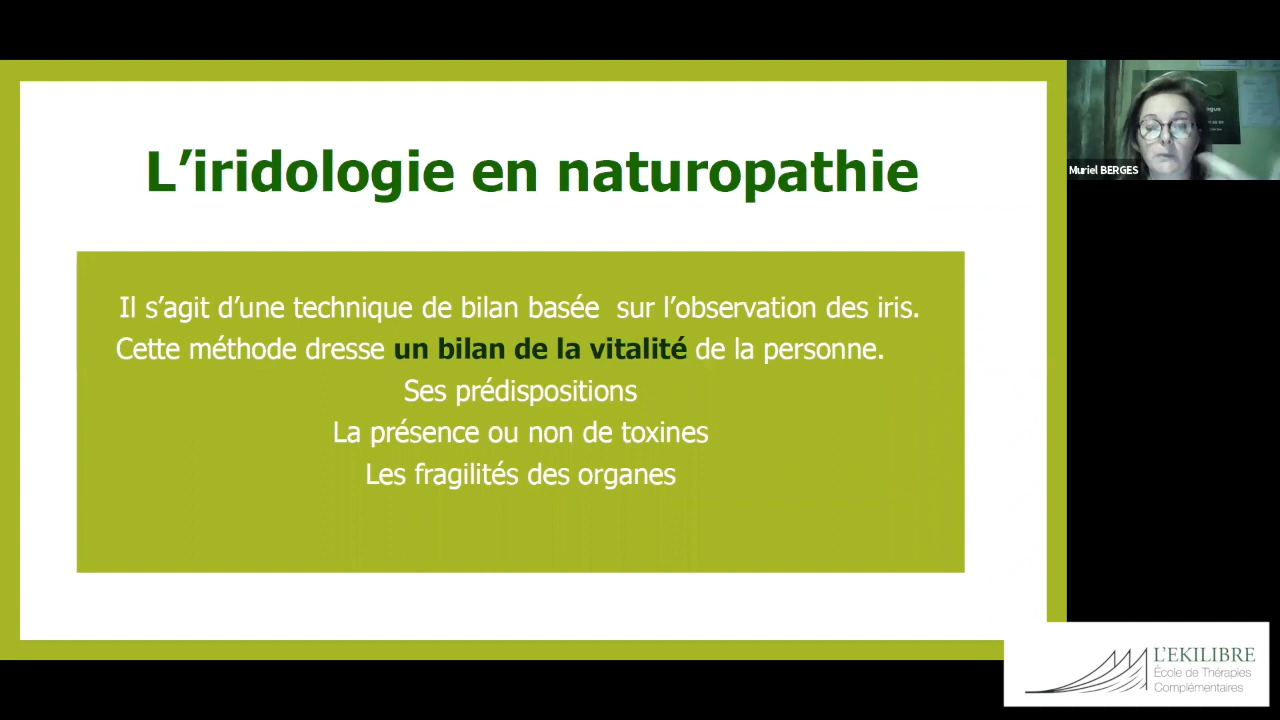 L’iridologie en naturopathie
Il s’agit d’une technique de bilan basée  sur l’observation des iris.
Cette méthode dresse un bilan de la vitalité de la personne.
Ses prédispositions
La présence ou non de toxines
Les fragilités des organes
Muriel BERGES
L’EKILIBRE
École de Thérapies
Complémentaires